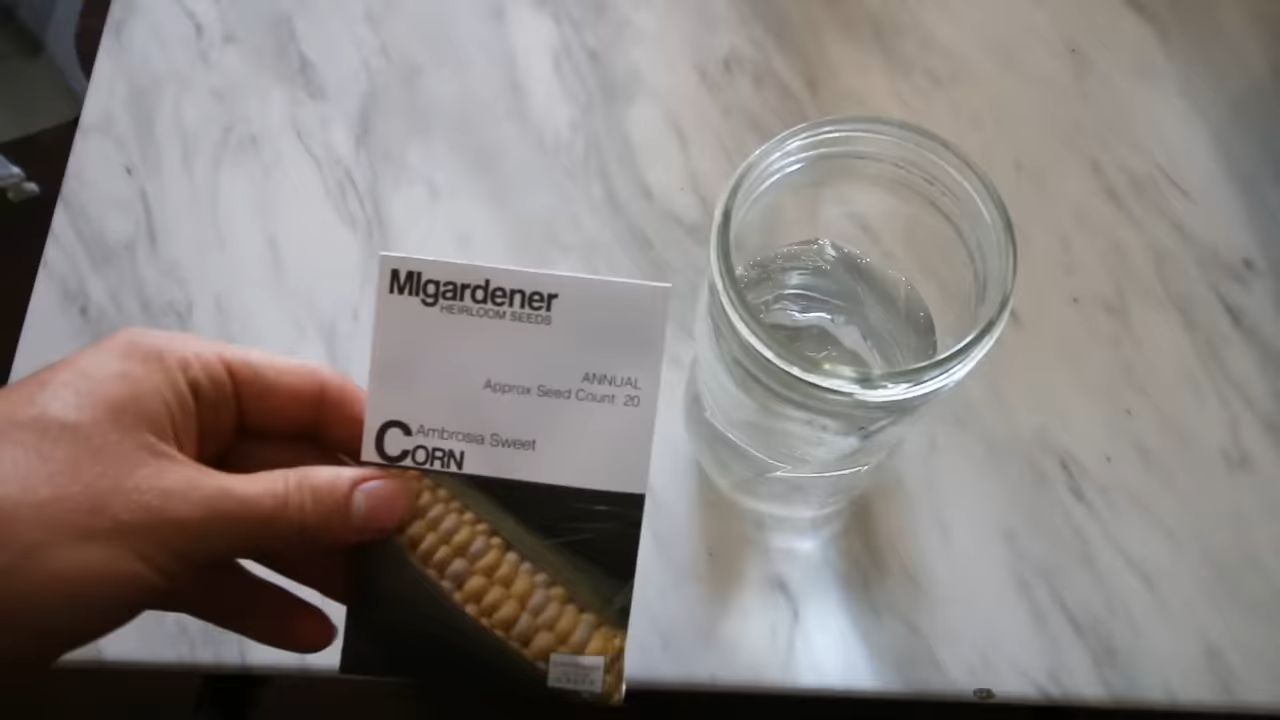 MIgardener
HEIRLOOM SEEDS
ANNUAL
Approx Seed Count: 20
Ambrosia Sweet
CORN